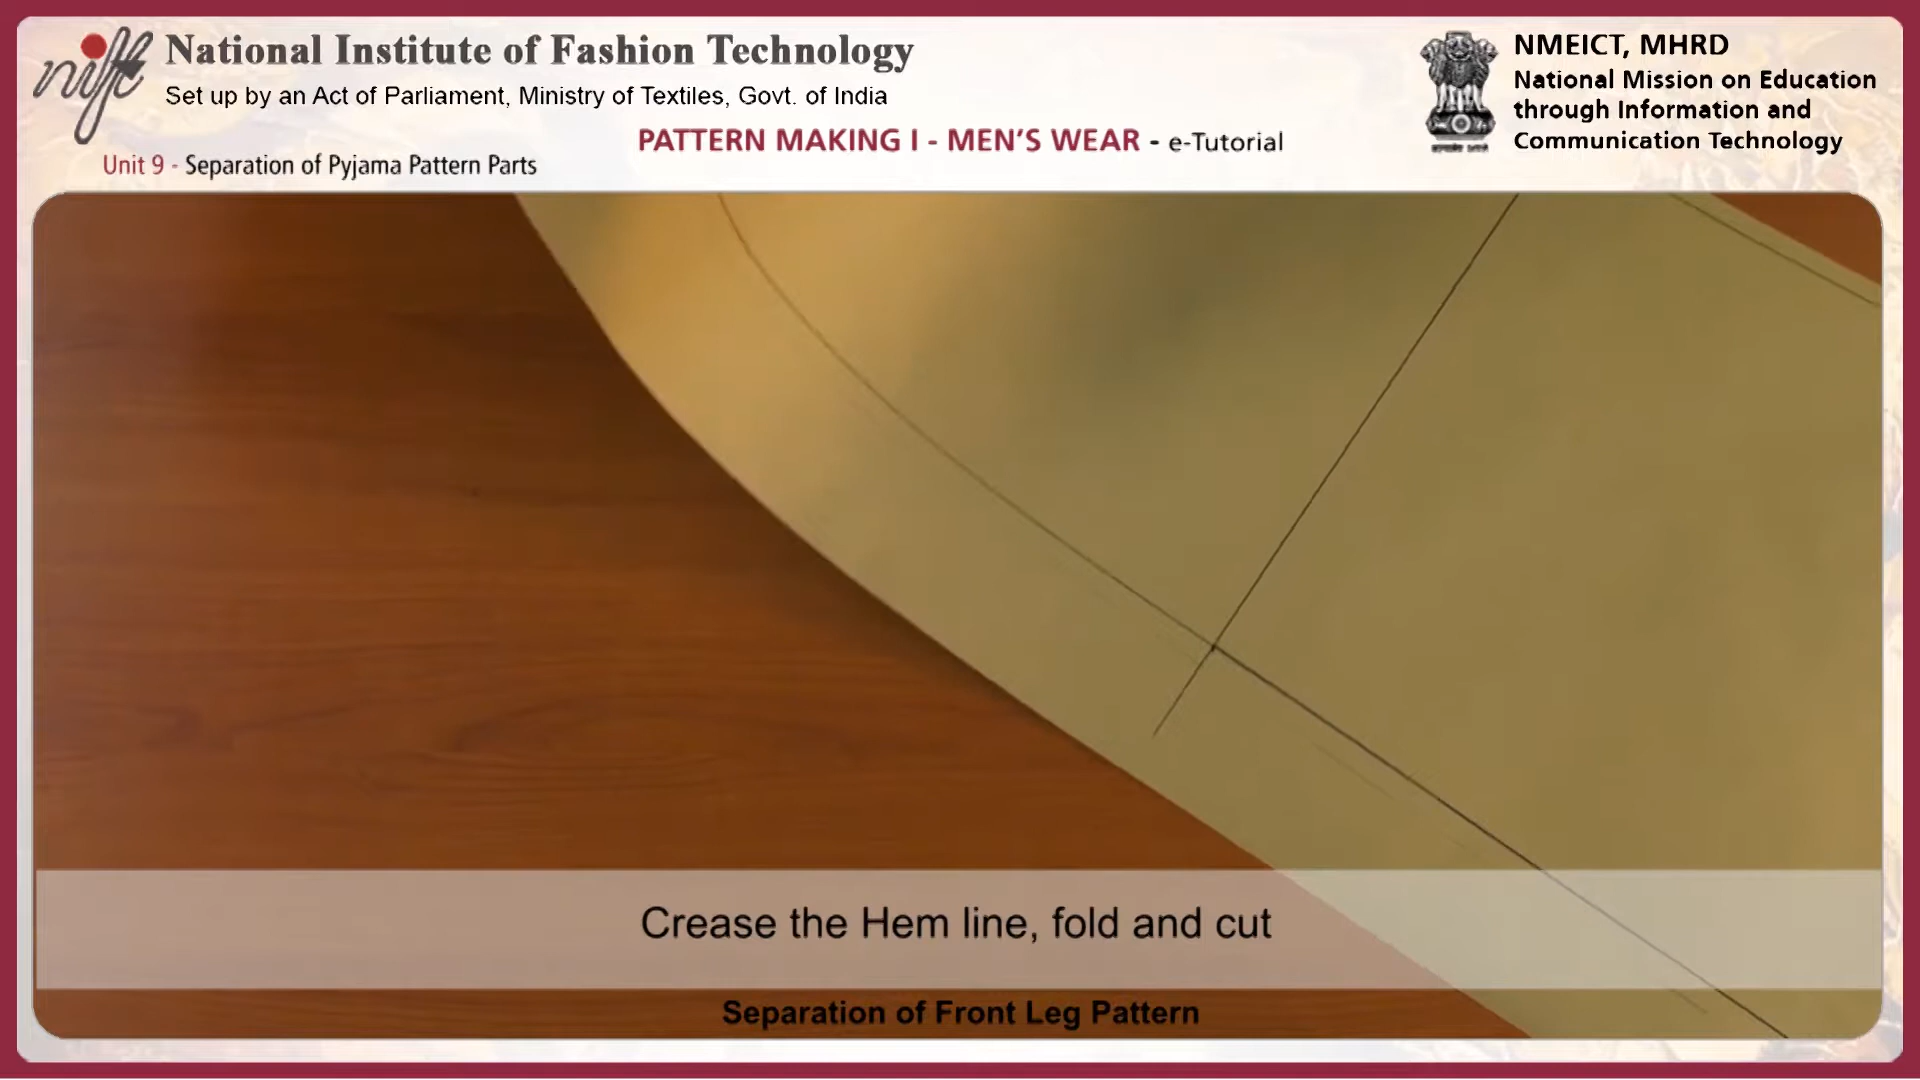 nift National Institute of Fashion Technology
Set up by an Act of Parliament, Ministry of Textiles, Govt. of India
NMEICT, MHRD
National Mission on Education
through Information and
Communication Technology
PATTERN MAKING I - MEN'S WEAR - e-Tutorial
Unit 9 - Separation of Pyjama Pattern Parts
Crease the Hem line, fold and cut
Separation of Front Leg Pattern